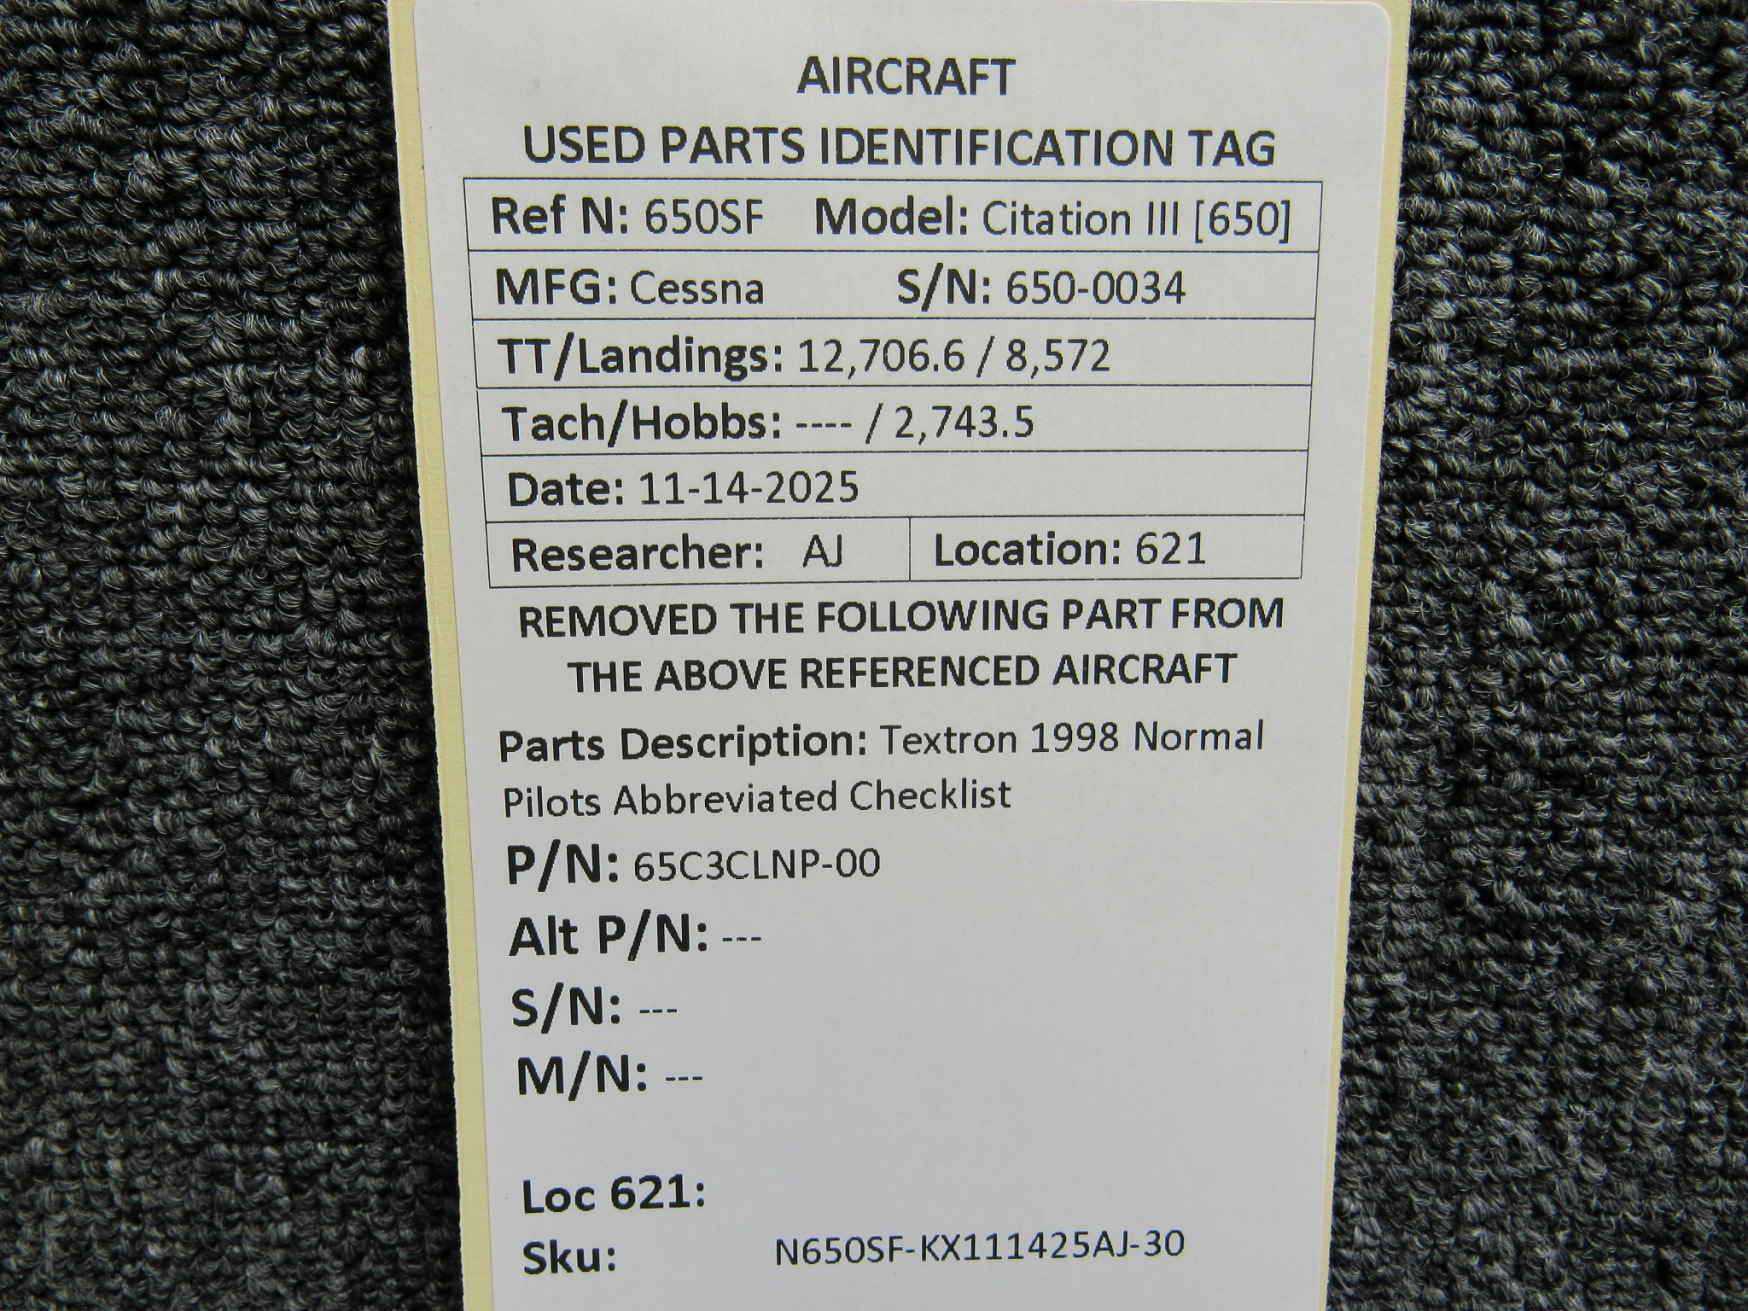 AIRCRAFT
USED PARTS IDENTIFICATION TAG
Ref N: 650SF Model: Citation III [650]
MFG: Cessna S/N: 650-0034
TT/Landings: 12,706.6 / 8,572
Tach/Hobbs: ---- / 2,743.5
Date: 11-14-2025
Researcher: AJ Location: 621
REMOVED THE FOLLOWING PART FROM
THE ABOVE REFERENCED AIRCRAFT
Parts Description: Textron 1998 Normal
Pilots Abbreviated Checklist
P/N: 65C3CLNP-00
Alt P/N: ---
S/N: ---
M/N: ---
Loc 621:
Sku: N650SF-KX111425AJ-30